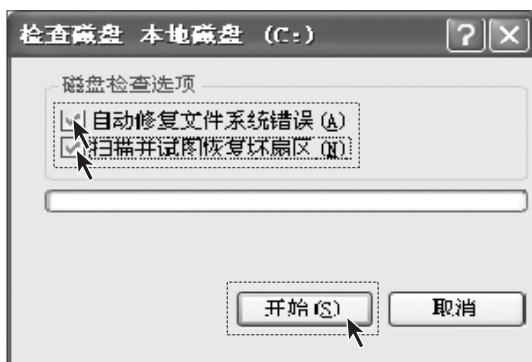 检查磁盘 本地磁盘 (C:)
磁盘检查选项
自动修复文件系统错误(A)
扫描并试图恢复坏扇区(N)
开始(S) 取消